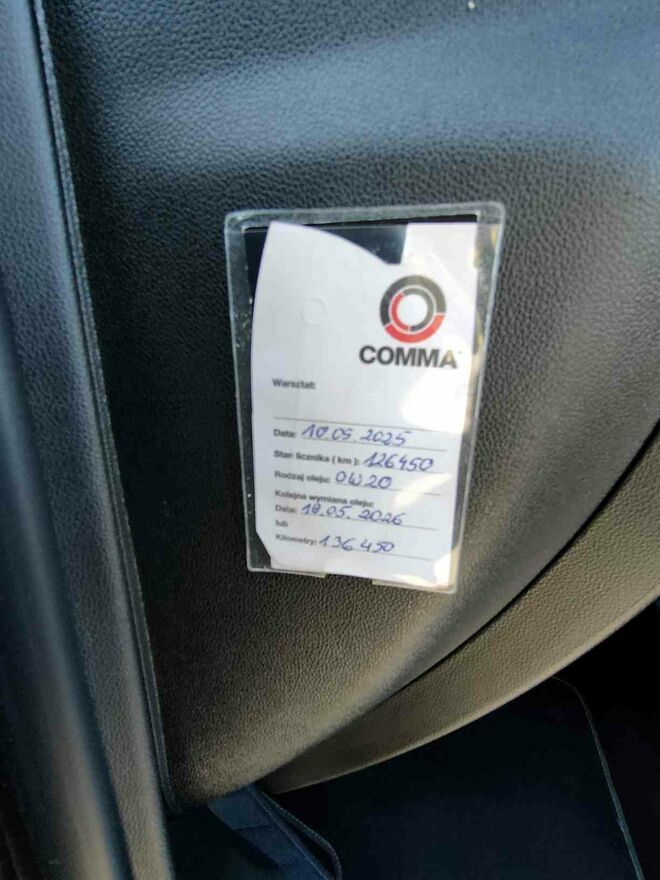 COMMA
Warsztat:
Data: 10.05.2025
Stan licznika (km): 126450
Rodzaj oleju: 0W20
Kolejna wymiana oleju:
Data: 10.05.2026
lub
Kilometry: 136450